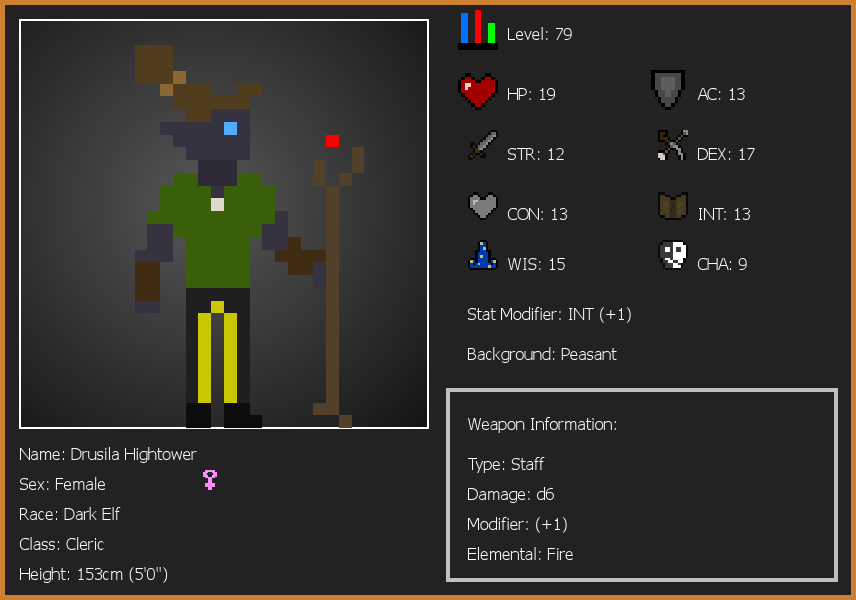 Level: 79
HP: 19
AC: 13
STR: 12
DEX: 17
CON: 13
INT: 13
WIS: 15
CHA: 9
Stat Modifier: INT (+1)
Background: Peasant
Weapon Information:
Type: Staff
Damage: d6
Modifier: (+1)
Elemental: Fire
Name: Drusila Hightower
Sex: Female
Race: Dark Elf
Class: Cleric
Height: 153cm (5'0")